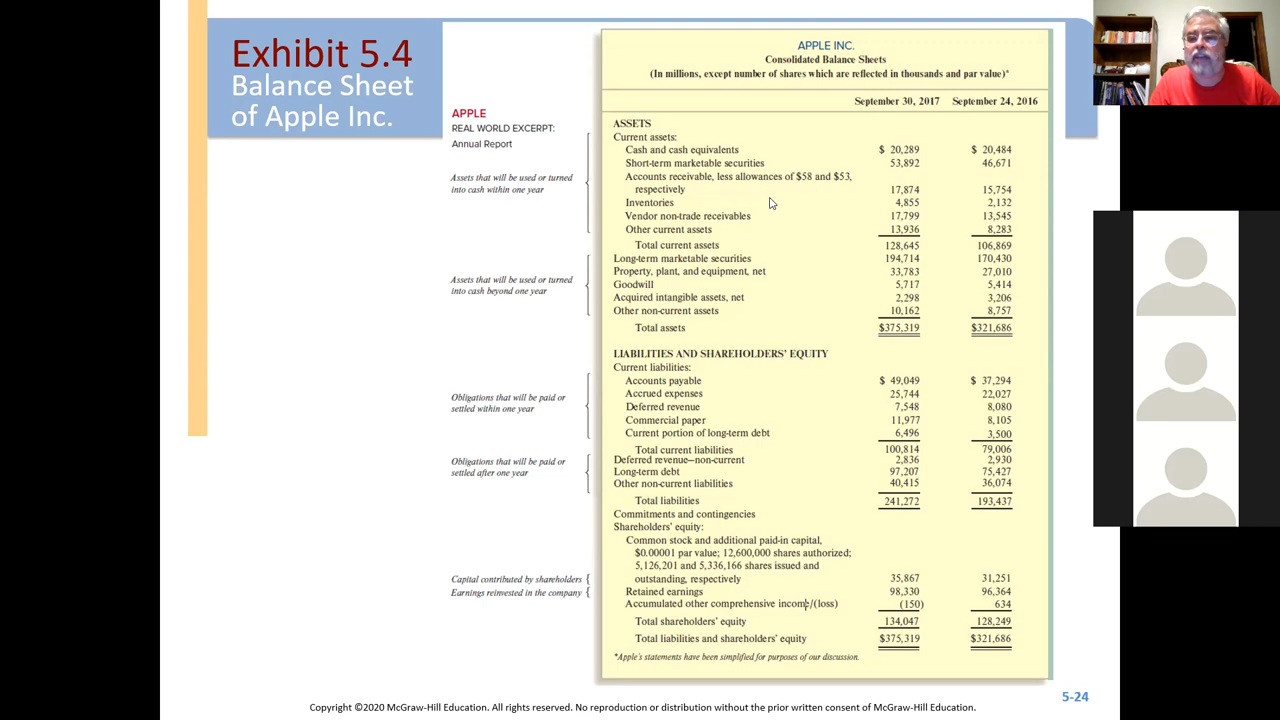 Exhibit 5.4
Balance Sheet
of Apple Inc.
APPLE
REAL WORLD EXCERPT:
Annual Report
Assets that will be used or turned
into cash within one year
Assets that will be used or turned
into cash beyond one year
Obligations that will be paid or
settled within one year
Obligations that will be paid or
settled after one year
Capital contributed by shareholders
Earnings reinvested in the company
APPLE INC.
Consolidated Balance Sheets
(In millions, except number of shares which are reflected in thousands and par value)*
September 30, 2017 September 24, 2016
ASSETS
Current assets:
Cash and cash equivalents $ 20,289 $ 20,484
Short-term marketable securities 53,892 46,671
Accounts receivable, less allowances of $58 and $53,
respectively 17,874 15,754
Inventories 4,855 2,132
Vendor non-trade receivables 17,799 13,545
Other current assets 13,936 8,283
Total current assets 128,645 106,869
Long-term marketable securities 194,714 170,430
Property, plant, and equipment, net 33,783 27,010
Goodwill 5,717 5,414
Acquired intangible assets, net 2,298 3,206
Other non-current assets 10,162 8,757
Total assets $375,319 $321,686
LIABILITIES AND SHAREHOLDERS' EQUITY
Current liabilities:
Accounts payable $ 49,049 $ 37,294
Accrued expenses 25,744 22,027
Deferred revenue 7,548 8,080
Commercial paper 11,977 8,105
Current portion of long-term debt 6,496 3,500
Total current liabilities 100,814 79,006
Deferred revenue–non-current 2,836 2,930
Long-term debt 97,207 75,427
Other non-current liabilities 40,415 36,074
Total liabilities 241,272 193,437
Commitments and contingencies
Shareholders' equity:
Common stock and additional paid-in capital,
$0.00001 par value; 12,600,000 shares authorized;
5,126,201 and 5,336,166 shares issued and
outstanding, respectively 35,867 31,251
Retained earnings 98,330 96,364
Accumulated other comprehensive income/(loss) (150) 634
Total shareholders' equity 134,047 128,249
Total liabilities and shareholders' equity $375,319 $321,686
*Apple's statements have been simplified for purposes of our discussion.
5-24
Copyright ©2020 McGraw-Hill Education. All rights reserved. No reproduction or distribution without the prior written consent of McGraw-Hill Education.